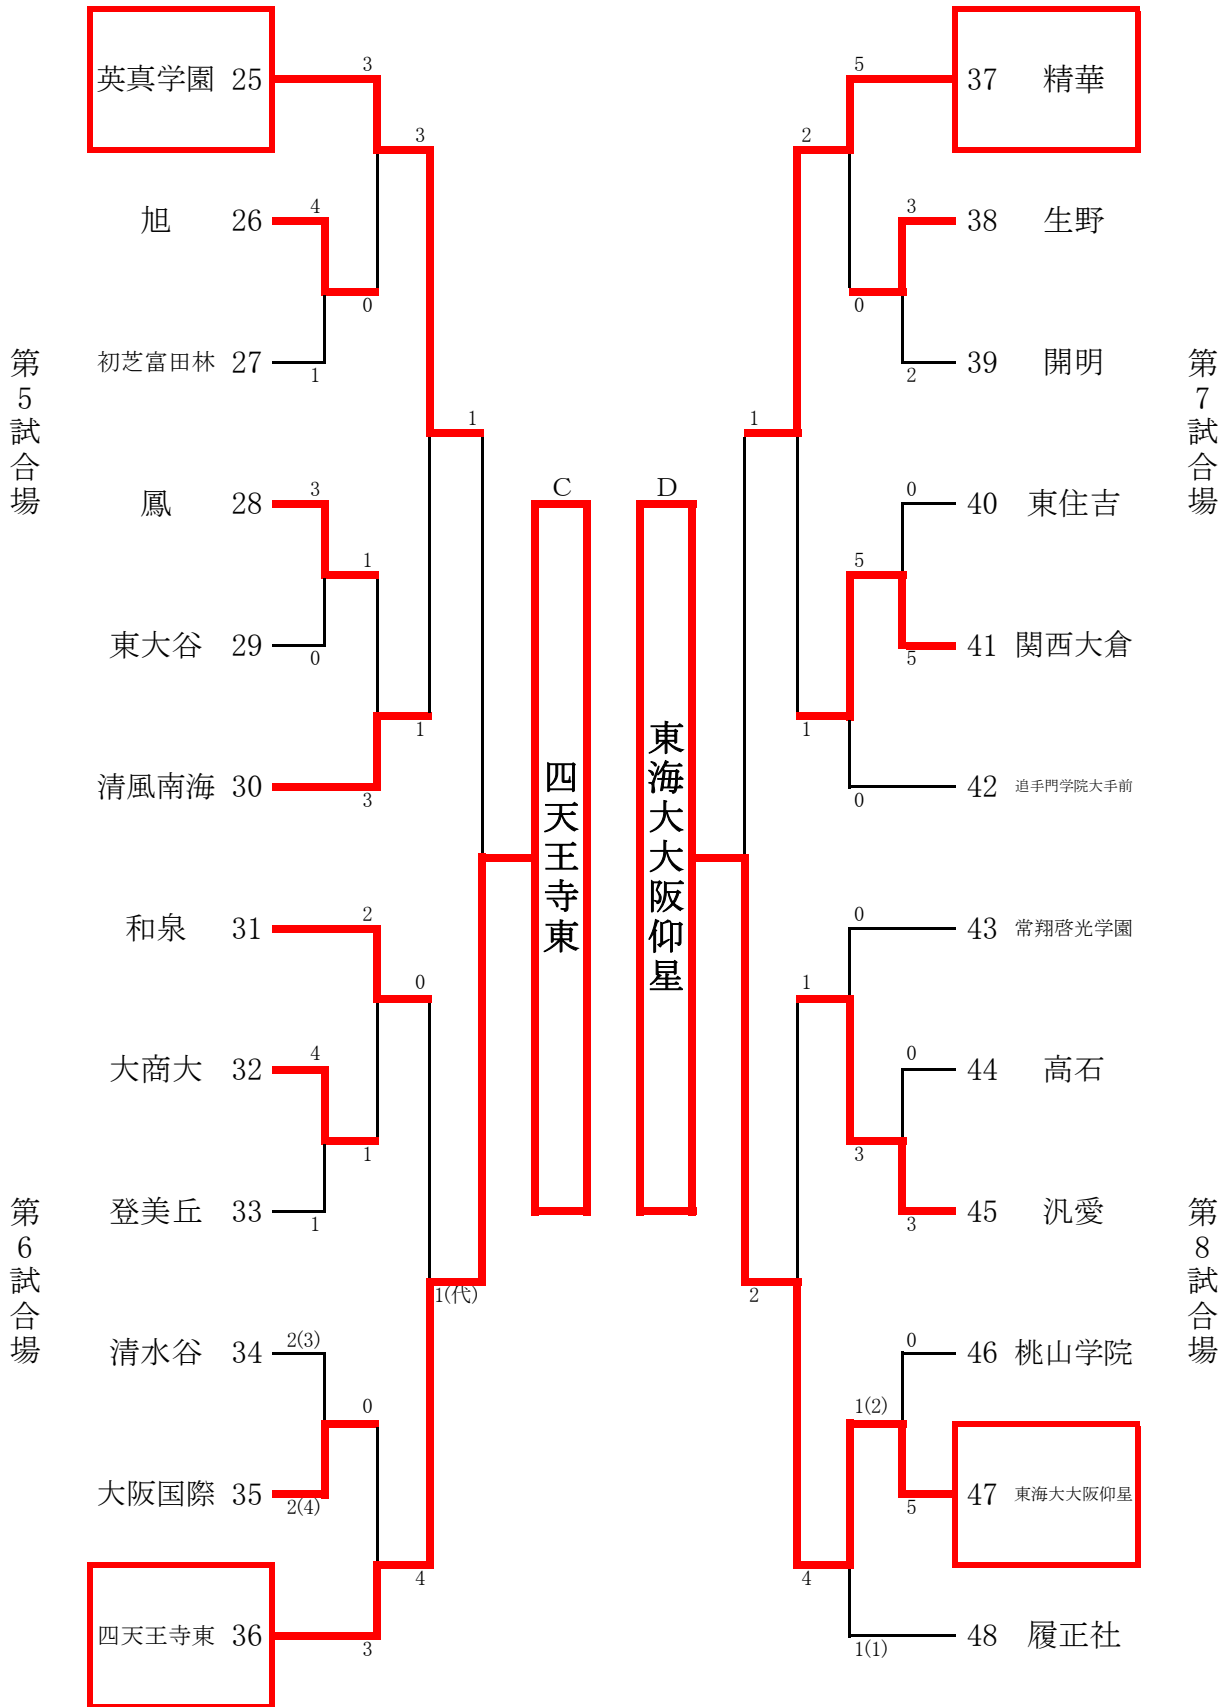 第5試合場
英真学園 25
3
3
旭 26
4
0
初芝富田林 27
1
1
鳳 28
3
1
東大谷 29
0
1
清風南海 30
3
第6試合場
和泉 31
2
0
大商大 32
4
1
登美丘 33
1
1(代)
清水谷 34
2(3)
0
大阪国際 35
2(4)
4
四天王寺東 36
3
C
四天王寺東
D
東海大大阪仰星
第7試合場
5
37 精華
2
3
38 生野
0
2
39 開明
1
0
40 東住吉
5
41 関西大倉
5
1
42 追手門学院大手前
0
第8試合場
0
43 常翔啓光学園
1
0
44 高石
3
45 汎愛
3
2
0
46 桃山学院
1(2)
47 東海大大阪仰星
5
4
48 履正社
1(1)